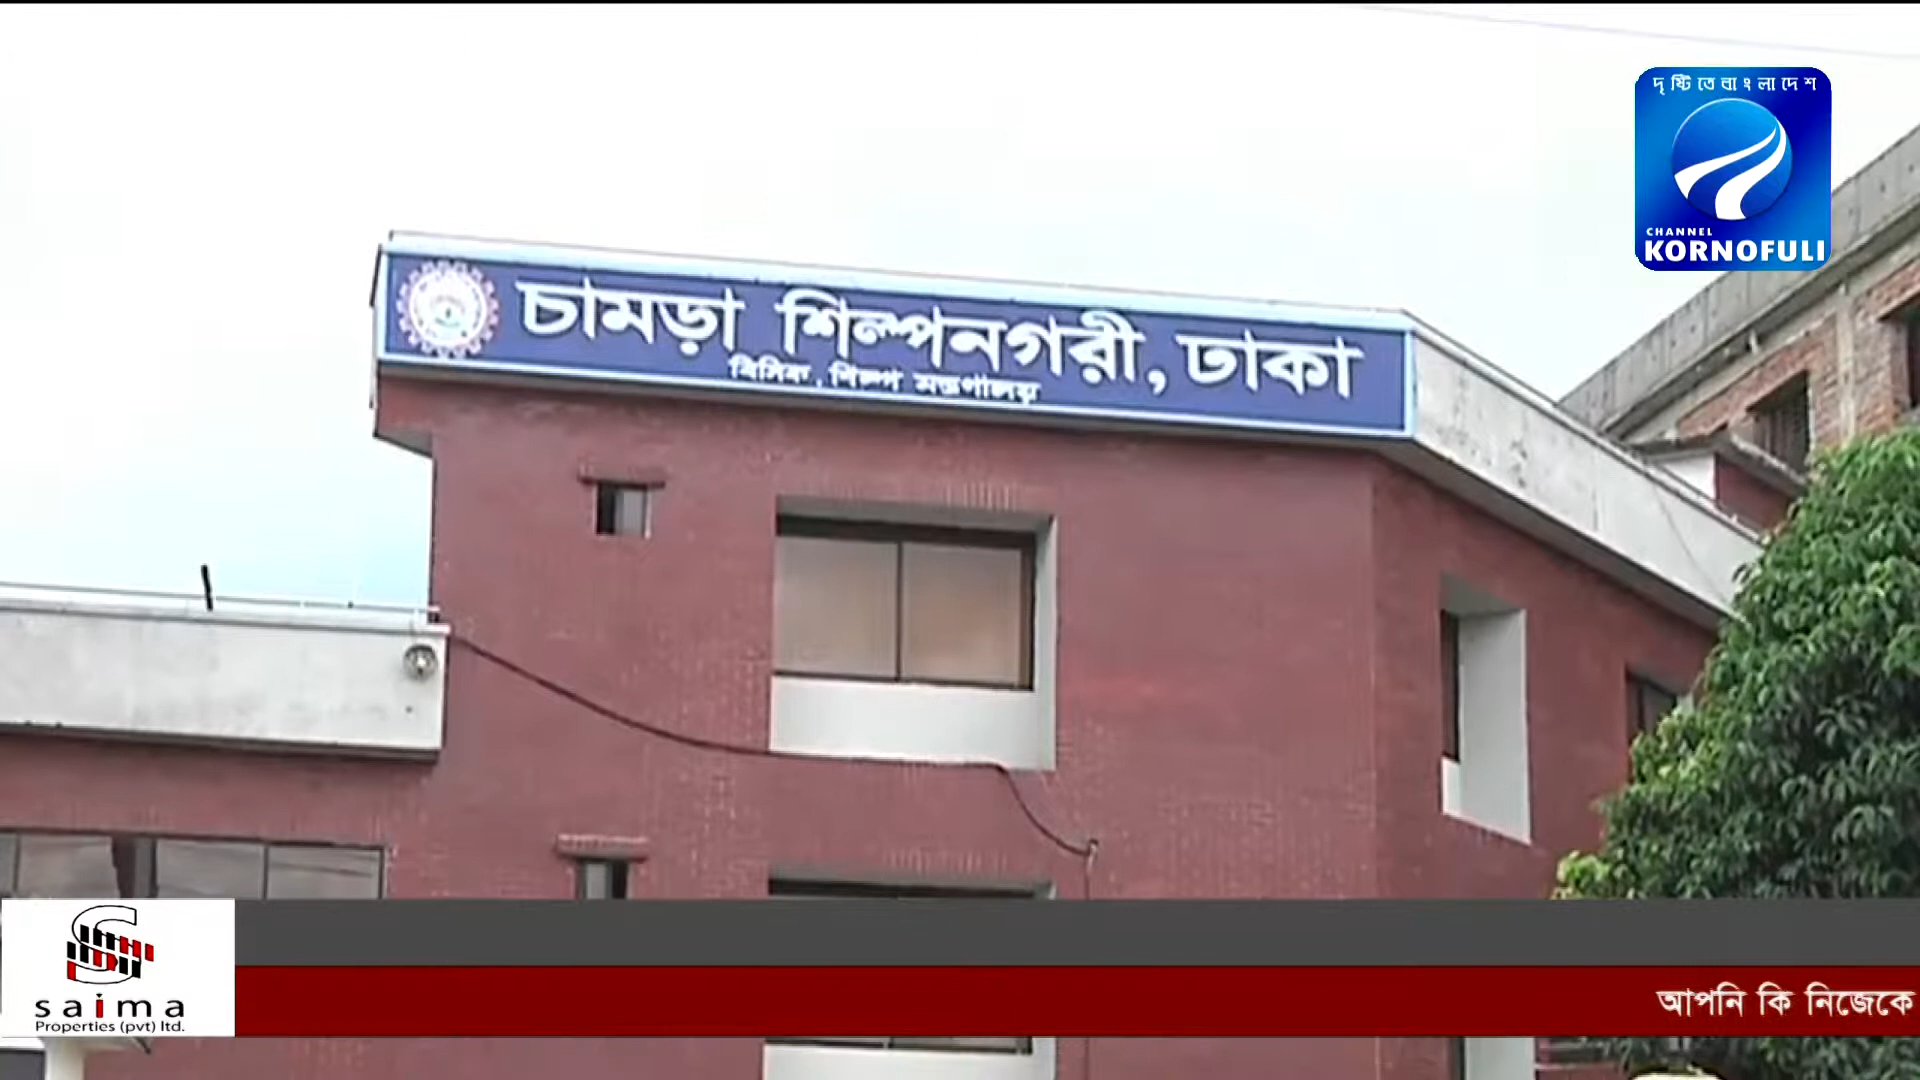 দৃষ্টিতে বাংলাদেশ
CHANNEL
KORNOFULI
চামড়া শিল্পনগরী, ঢাকা
বিসিক, শিল্প মন্ত্রণালয়
saima
Properties (pvt) ltd.
আপনি কি নিজেকে